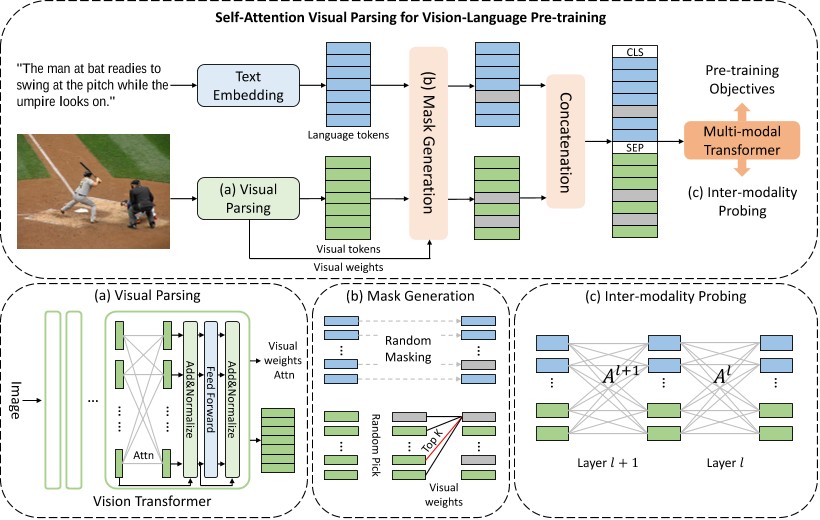 Self-Attention Visual Parsing for Vision-Language Pre-training
"The man at bat readies to
swing at the pitch while the
umpire looks on."
Text
Embedding
Language tokens
(a) Visual
Parsing
Visual tokens
Visual weights
(b) Mask Generation
Concatenation
CLS
SEP
Pre-training
Objectives
Multi-modal
Transformer
(c) Inter-modality
Probing
(a) Visual Parsing
Image
...
Attn
Add&Normalize
Feed Forward
Add&Normalize
Visual
weights
Attn
Vision Transformer
(b) Mask Generation
Random
Masking
Random Pick
Top K
Visual
weights
(c) Inter-modality Probing
A^{l+1}
A^l
Layer l + 1
Layer l